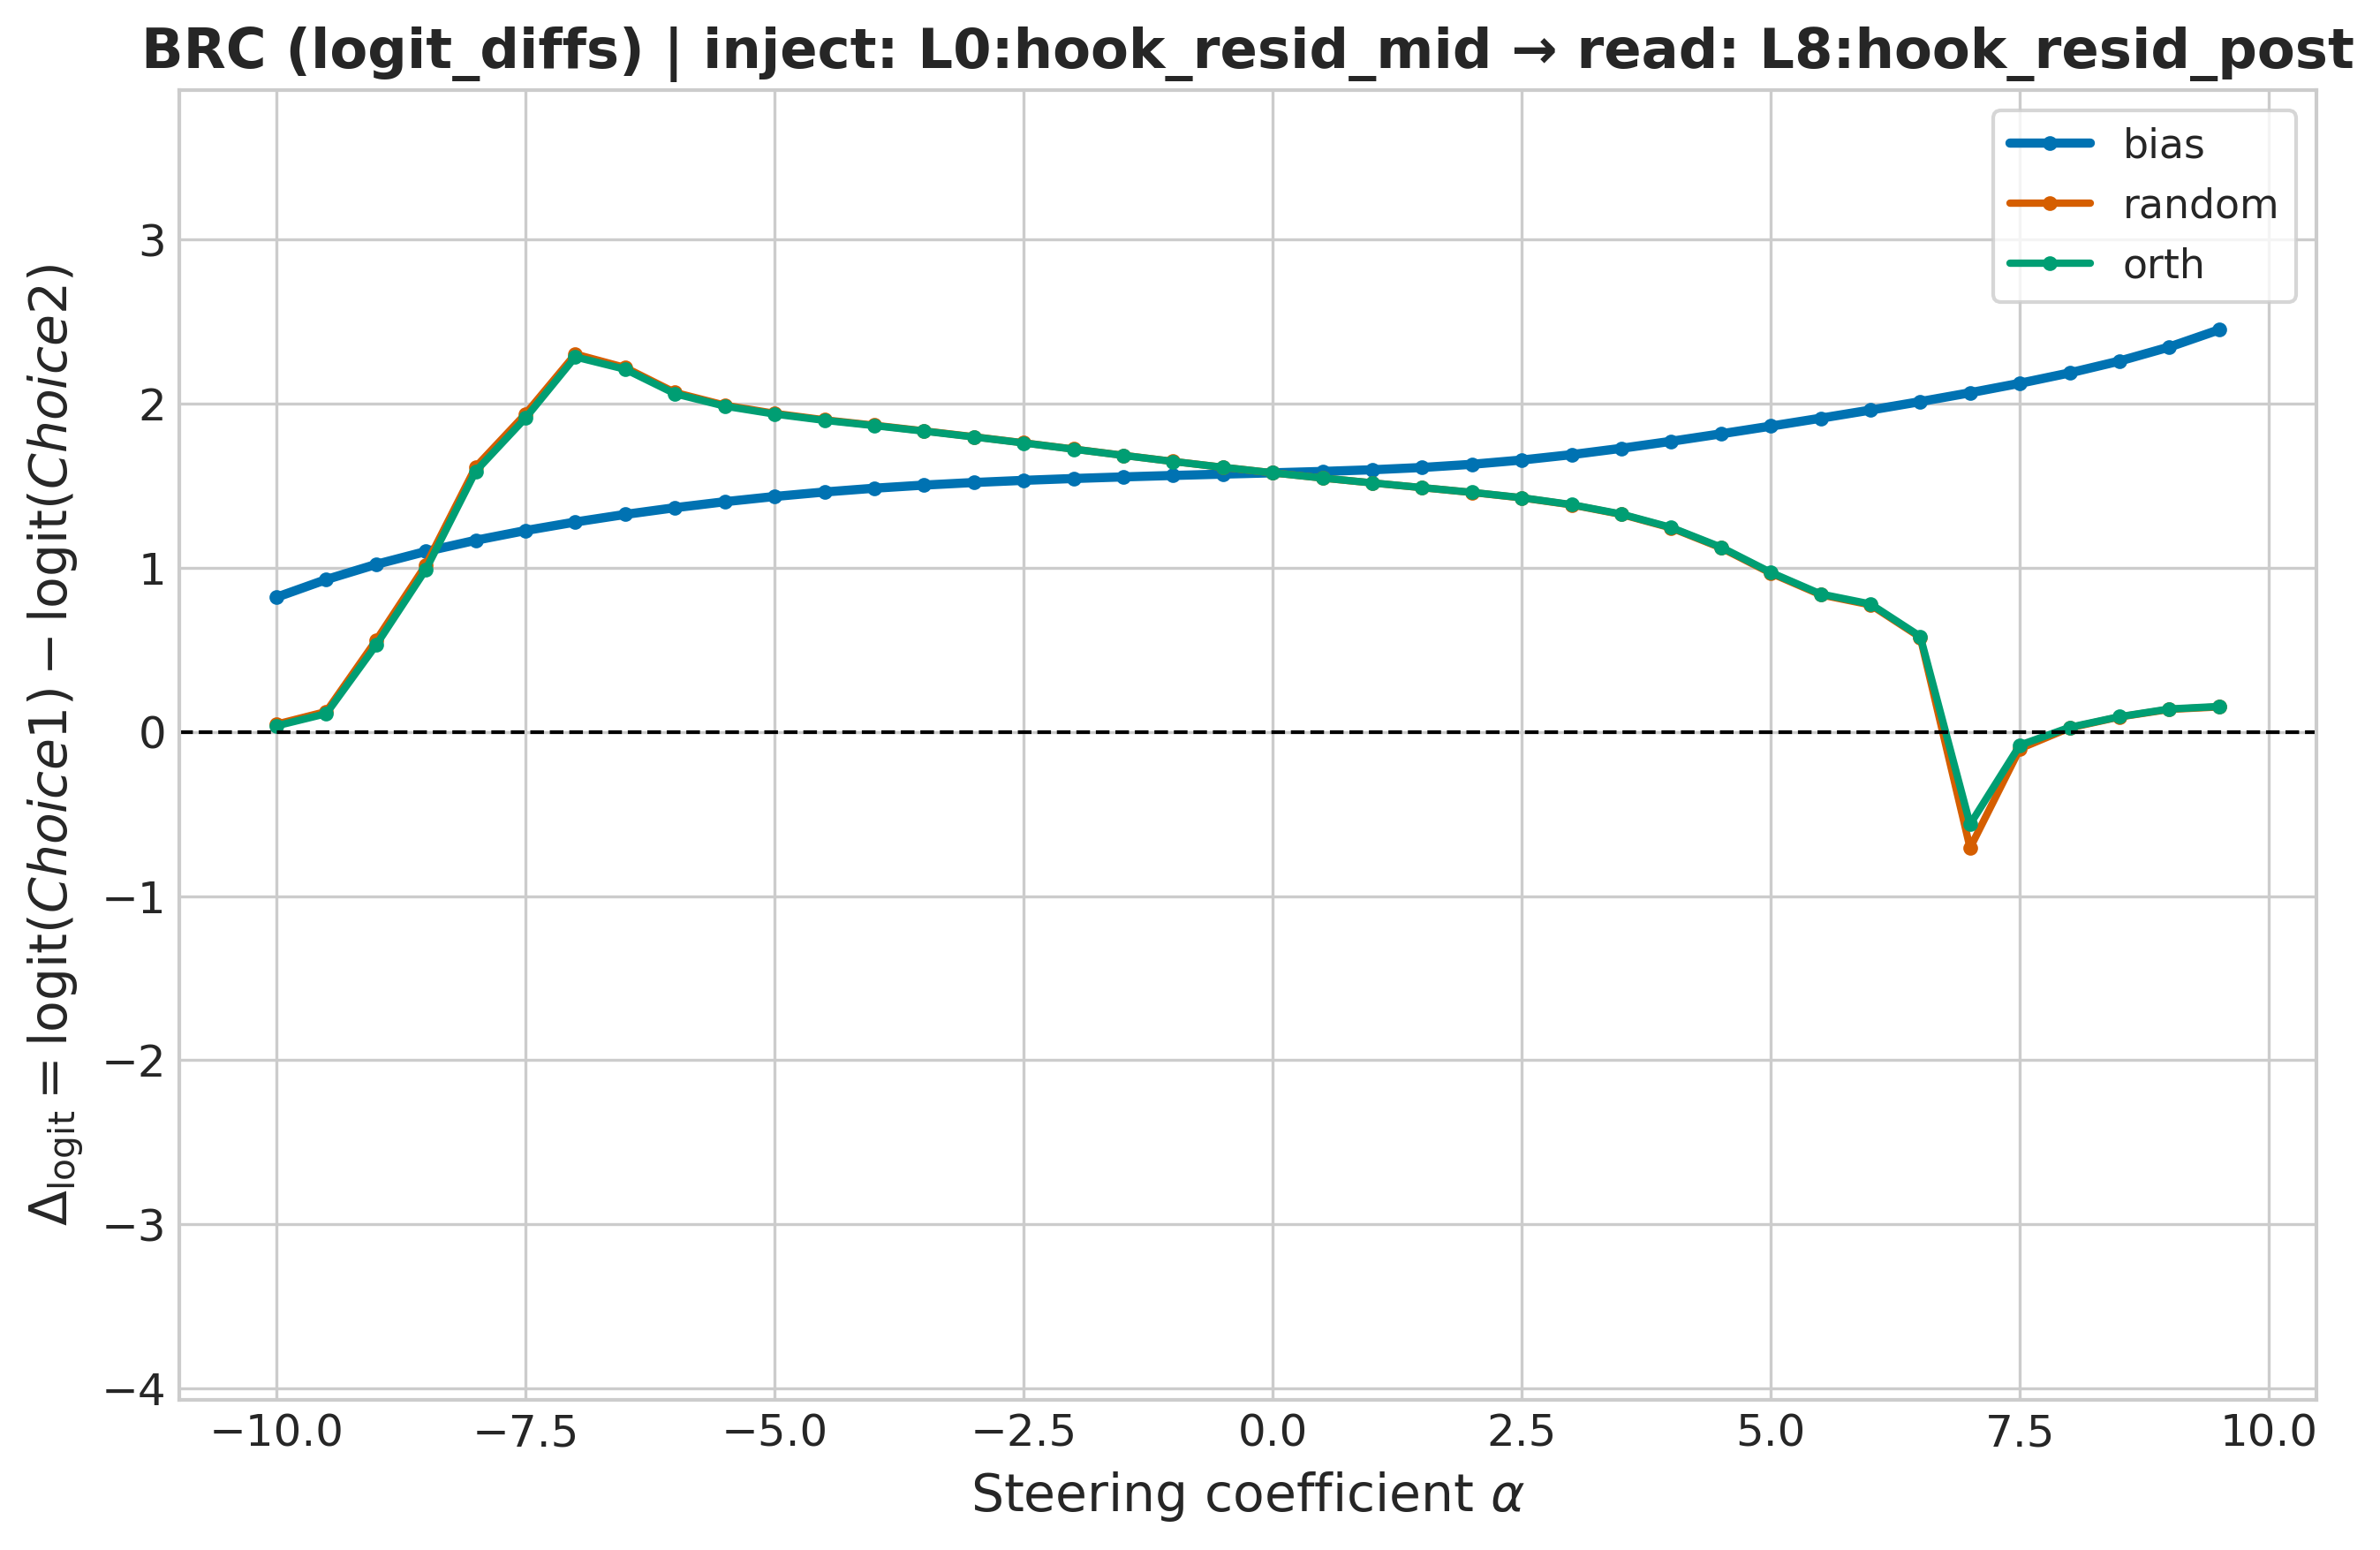 BRC (logit_diffs) | inject: L0:hook_resid_mid → read: L8:hook_resid_post
bias
random
orth
Δlogit = logit(Choice1) − logit(Choice2)
3
2
1
0
−1
−2
−3
−4
−10.0 −7.5 −5.0 −2.5 0.0 2.5 5.0 7.5 10.0
Steering coefficient α